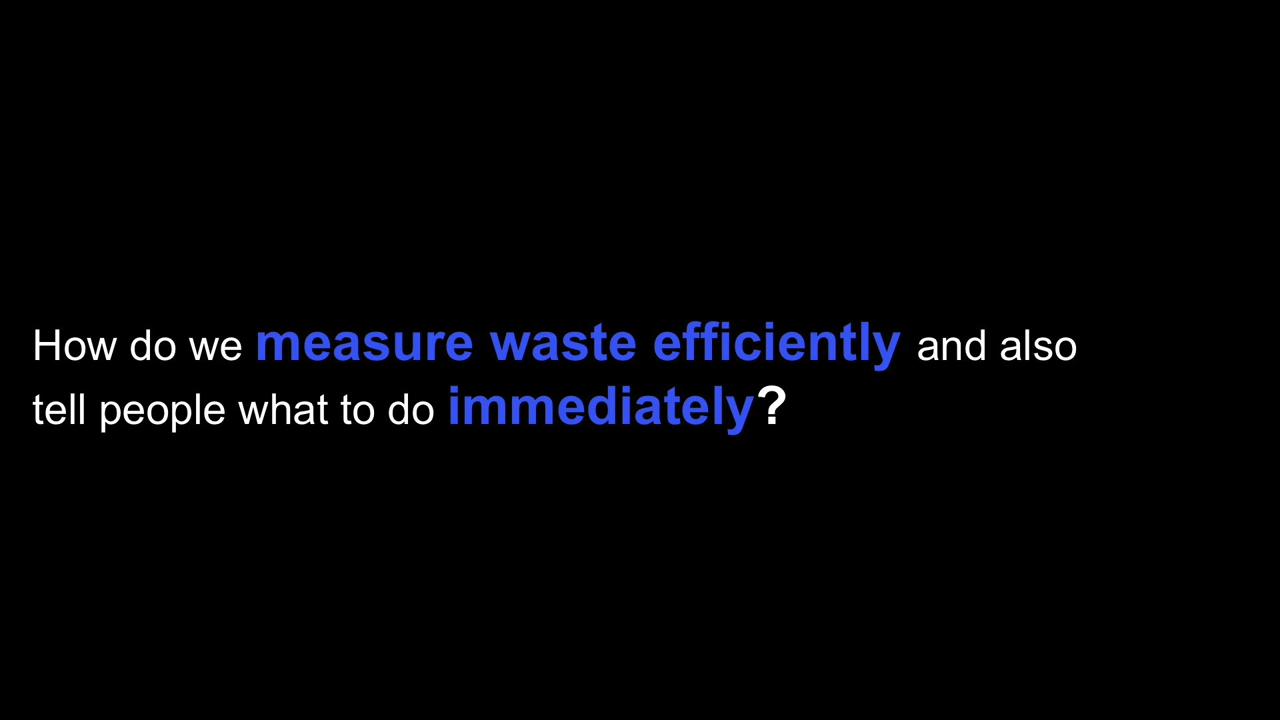 How do we measure waste efficiently and also
tell people what to do immediately?